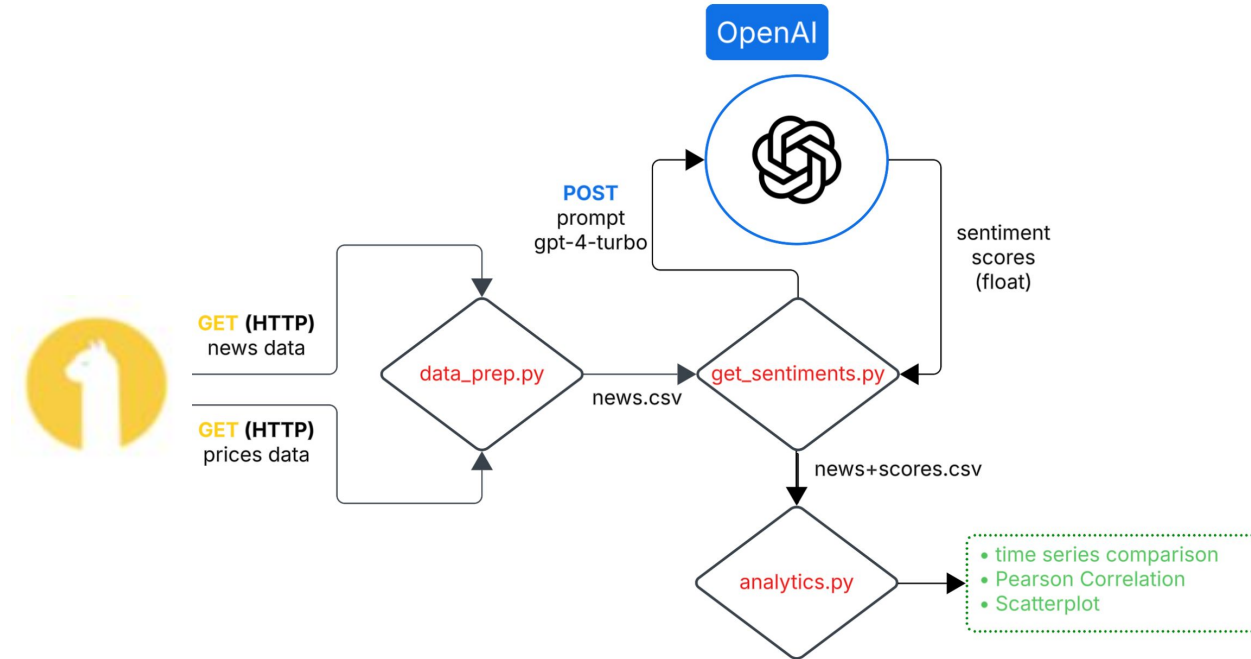 OpenAI
POST
prompt
gpt-4-turbo
sentiment
scores
(float)
GET (HTTP)
news data
data_prep.py
news.csv
get_sentiments.py
GET (HTTP)
prices data
news+scores.csv
analytics.py
• time series comparison
• Pearson Correlation
• Scatterplot